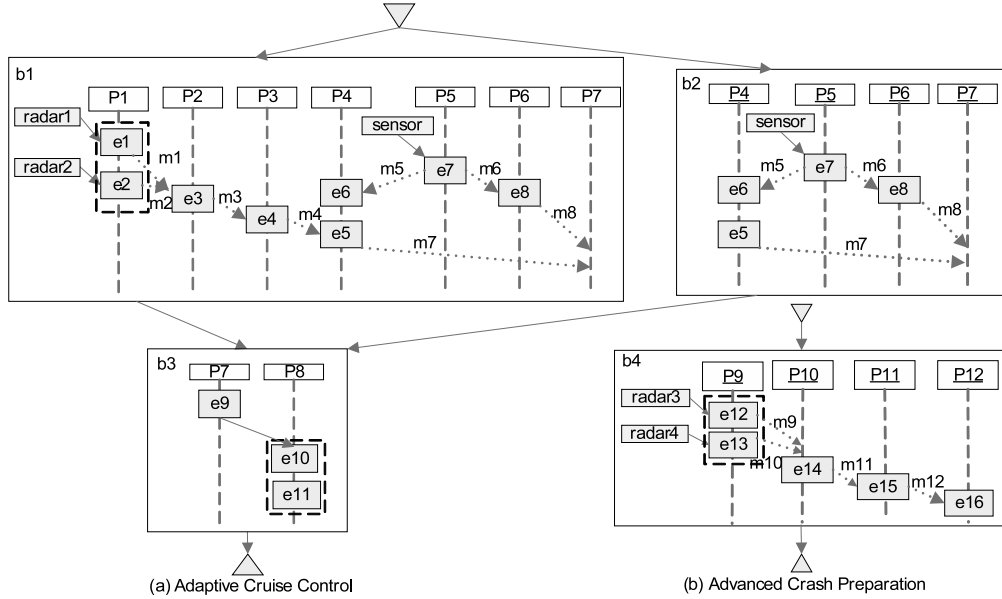 b1
P1 P2 P3 P4 P5 P6 P7
radar1
sensor
e1
m1
radar2
e2
m2
e3
m3
e4
m4
e6
m5
e7
m6
e8
m8
e5
m7
b2
P4 P5 P6 P7
sensor
e7
m5
m6
e6
e8
m8
e5
m7
b3
P7 P8
e9
e10
e11
(a) Adaptive Cruise Control
b4
P9 P10 P11 P12
radar3
e12
m9
radar4
e13
m10
e14
m11
e15
m12
e16
(b) Advanced Crash Preparation